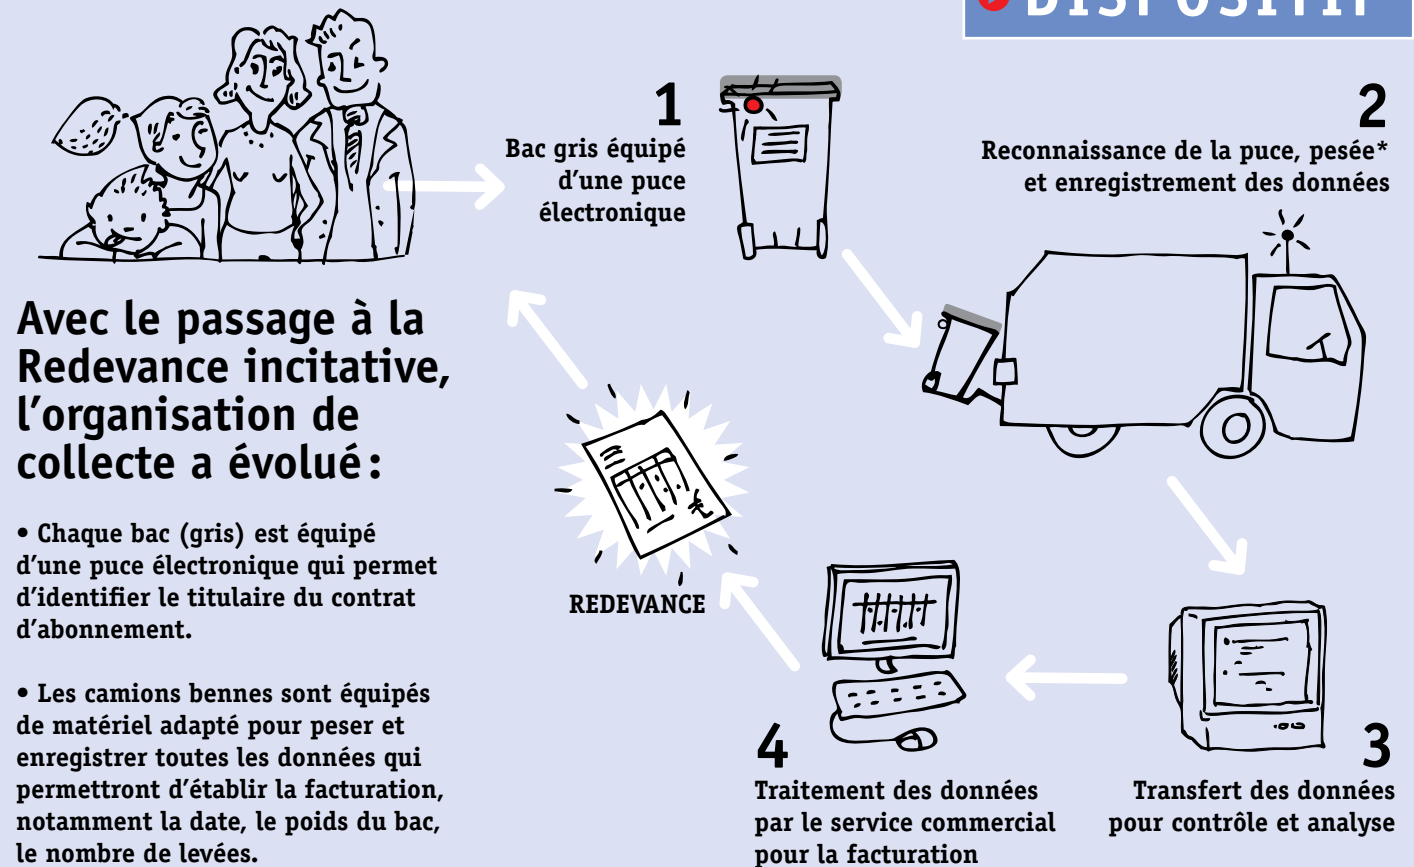 DISPOSITIF
1
Bac gris équipé
d'une puce
électronique
2
Reconnaissance de la puce, pesée*
et enregistrement des données
Avec le passage à la
Redevance incitative,
l'organisation de
collecte a évolué :
• Chaque bac (gris) est équipé
d'une puce électronique qui permet
d'identifier le titulaire du contrat
d'abonnement.
• Les camions bennes sont équipés
de matériel adapté pour peser et
enregistrer toutes les données qui
permettront d'établir la facturation,
notamment la date, le poids du bac,
le nombre de levées.
REDEVANCE
€
4
Traitement des données
par le service commercial
pour la facturation
3
Transfert des données
pour contrôle et analyse